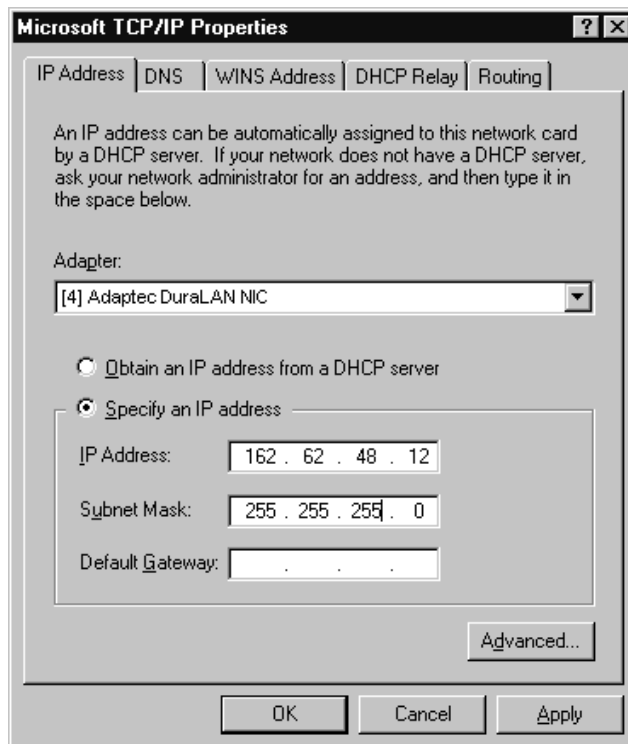 Microsoft TCP/IP Properties
IP Address DNS WINS Address DHCP Relay Routing
An IP address can be automatically assigned to this network card
by a DHCP server. If your network does not have a DHCP server,
ask your network administrator for an address, and then type it in
the space below.
Adapter:
[4] Adaptec DuraLAN NIC
Obtain an IP address from a DHCP server
Specify an IP address
IP Address: 162 . 62 . 48 . 12
Subnet Mask: 255 . 255 . 255 . 0
Default Gateway: . . .
Advanced...
OK Cancel Apply